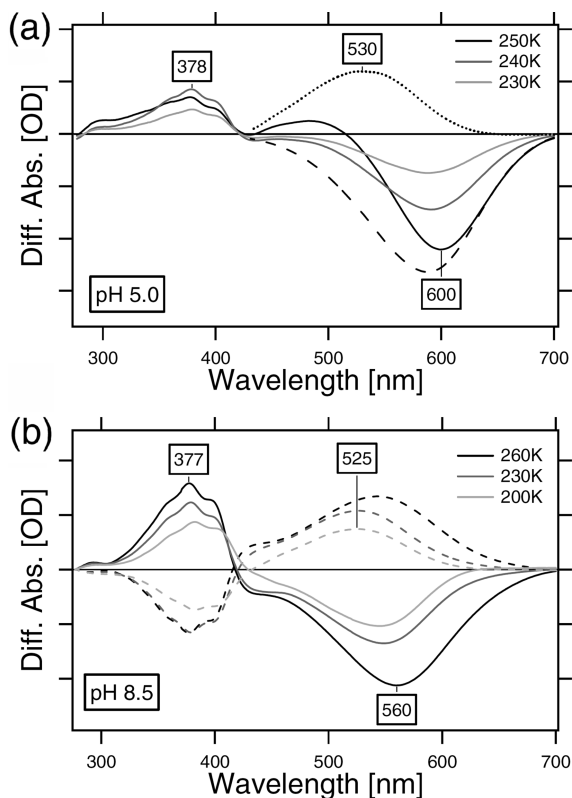 (a)
378
530
250K
240K
230K
Diff. Abs. [OD]
pH 5.0
600
300 400 500 600 700
Wavelength [nm]
(b)
377
525
260K
230K
200K
Diff. Abs. [OD]
pH 8.5
560
300 400 500 600 700
Wavelength [nm]